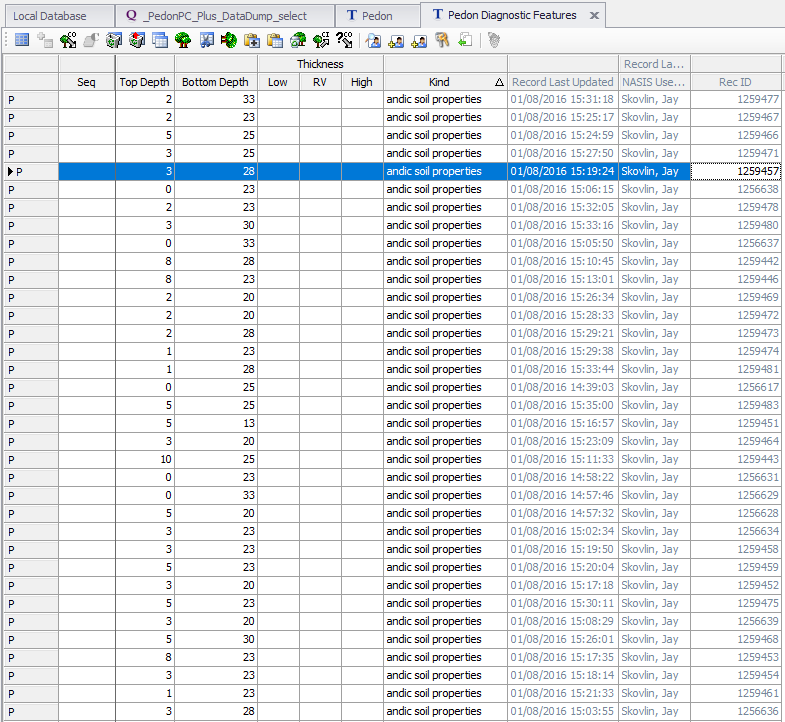 Local Database Q _PedonPC_Plus_DataDump_select T Pedon T Pedon Diagnostic Features
Thickness Record La...
Seq Top Depth Bottom Depth Low RV High Kind Record Last Updated NASIS Use... Rec ID
P 2 33 andic soil properties 01/08/2016 15:31:18 Skovlin, Jay 1259477
P 2 23 andic soil properties 01/08/2016 15:25:17 Skovlin, Jay 1259467
P 5 25 andic soil properties 01/08/2016 15:24:59 Skovlin, Jay 1259466
P 3 25 andic soil properties 01/08/2016 15:27:50 Skovlin, Jay 1259471
P 3 28 andic soil properties 01/08/2016 15:19:24 Skovlin, Jay 1259457
P 0 23 andic soil properties 01/08/2016 15:06:15 Skovlin, Jay 1256638
P 2 23 andic soil properties 01/08/2016 15:32:05 Skovlin, Jay 1259478
P 3 30 andic soil properties 01/08/2016 15:33:16 Skovlin, Jay 1259480
P 0 33 andic soil properties 01/08/2016 15:05:50 Skovlin, Jay 1256637
P 8 28 andic soil properties 01/08/2016 15:10:45 Skovlin, Jay 1259442
P 8 23 andic soil properties 01/08/2016 15:13:01 Skovlin, Jay 1259446
P 2 20 andic soil properties 01/08/2016 15:26:34 Skovlin, Jay 1259469
P 2 20 andic soil properties 01/08/2016 15:28:33 Skovlin, Jay 1259472
P 2 28 andic soil properties 01/08/2016 15:29:21 Skovlin, Jay 1259473
P 1 23 andic soil properties 01/08/2016 15:29:38 Skovlin, Jay 1259474
P 1 28 andic soil properties 01/08/2016 15:33:44 Skovlin, Jay 1259481
P 0 25 andic soil properties 01/08/2016 14:39:03 Skovlin, Jay 1256617
P 5 25 andic soil properties 01/08/2016 15:35:00 Skovlin, Jay 1259483
P 5 13 andic soil properties 01/08/2016 15:16:57 Skovlin, Jay 1259451
P 3 20 andic soil properties 01/08/2016 15:23:09 Skovlin, Jay 1259464
P 10 25 andic soil properties 01/08/2016 15:11:33 Skovlin, Jay 1259443
P 0 23 andic soil properties 01/08/2016 14:58:22 Skovlin, Jay 1256631
P 0 33 andic soil properties 01/08/2016 14:57:46 Skovlin, Jay 1256629
P 5 20 andic soil properties 01/08/2016 14:57:32 Skovlin, Jay 1256628
P 3 23 andic soil properties 01/08/2016 15:02:34 Skovlin, Jay 1256634
P 3 23 andic soil properties 01/08/2016 15:19:50 Skovlin, Jay 1259458
P 5 23 andic soil properties 01/08/2016 15:20:04 Skovlin, Jay 1259459
P 3 20 andic soil properties 01/08/2016 15:17:18 Skovlin, Jay 1259452
P 5 23 andic soil properties 01/08/2016 15:30:11 Skovlin, Jay 1259475
P 3 20 andic soil properties 01/08/2016 15:08:29 Skovlin, Jay 1256639
P 5 30 andic soil properties 01/08/2016 15:26:01 Skovlin, Jay 1259468
P 8 23 andic soil properties 01/08/2016 15:17:35 Skovlin, Jay 1259453
P 3 23 andic soil properties 01/08/2016 15:18:14 Skovlin, Jay 1259454
P 1 23 andic soil properties 01/08/2016 15:21:33 Skovlin, Jay 1259461
P 3 28 andic soil properties 01/08/2016 15:03:55 Skovlin, Jay 1256636